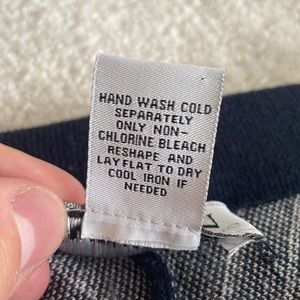 HAND WASH COLD
SEPARATELY
ONLY NON-
CHLORINE BLEACH
RESHAPE AND
LAY FLAT TO DRY
COOL IRON IF
NEEDED